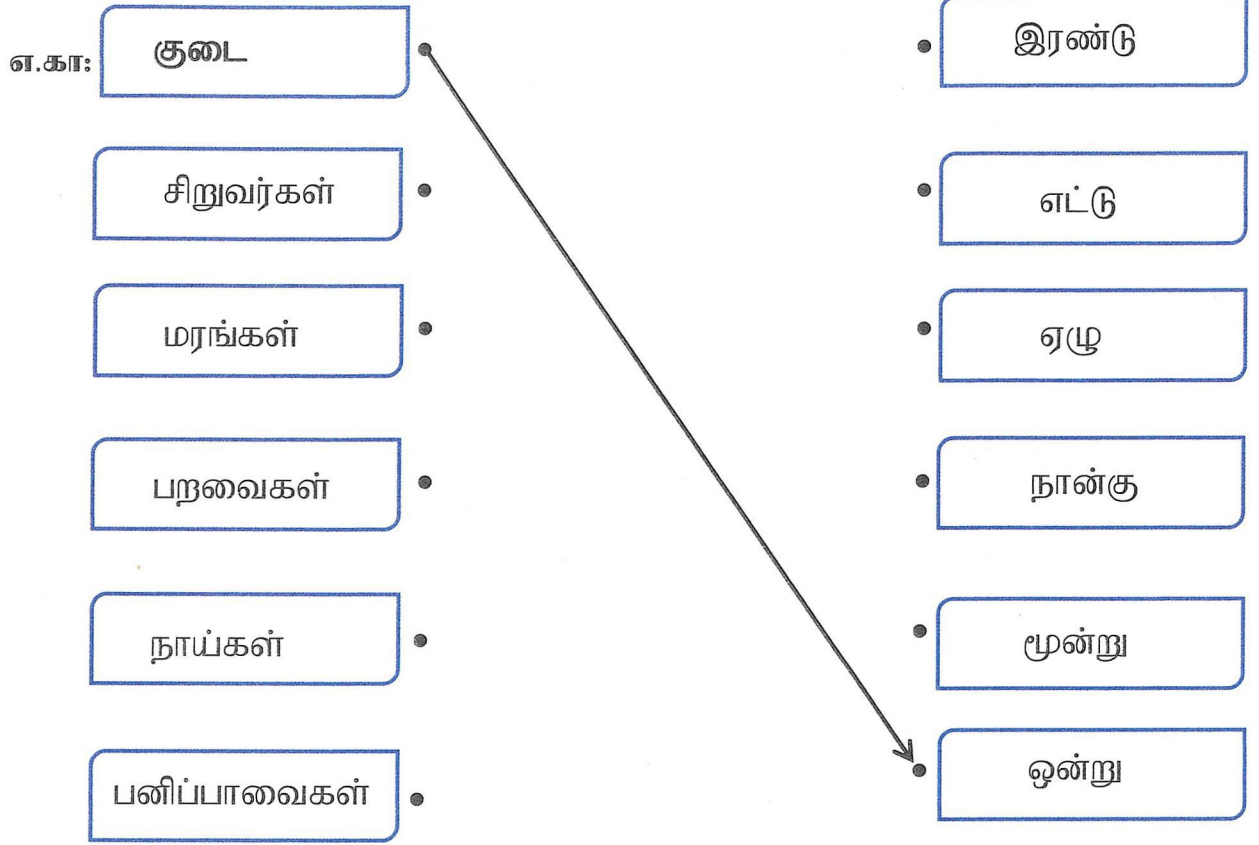 எ.கா: குடை இரண்டு
சிறுவர்கள் எட்டு
மரங்கள் ஏழு
பறவைகள் நான்கு
நாய்கள் மூன்று
பனிப்பாவைகள் ஒன்று